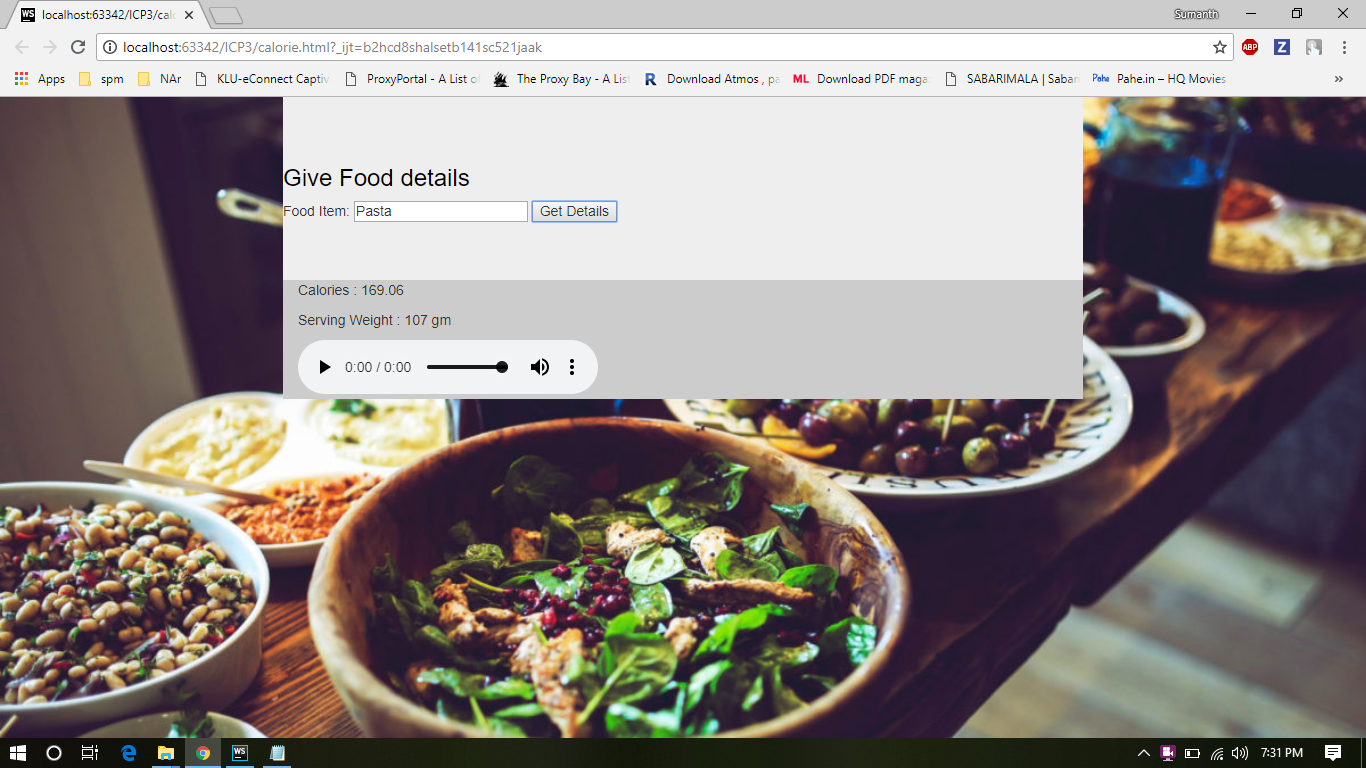 WS localhost:63342/ICP3/calo
Sumanth
localhost:63342/ICP3/calorie.html?_ijt=b2hcd8shalsetb141sc521jaak
ABP
Z
Apps spm NAr KLU-eConnect Captiv ProxyPortal - A List of The Proxy Bay - A List R Download Atmos , pa ML Download PDF maga SABARIMALA | Sabar Pahe Pahe.in – HQ Movies »
Give Food details
Food Item: Pasta Get Details
Calories : 169.06
Serving Weight : 107 gm
0:00 / 0:00
WS
7:31 PM